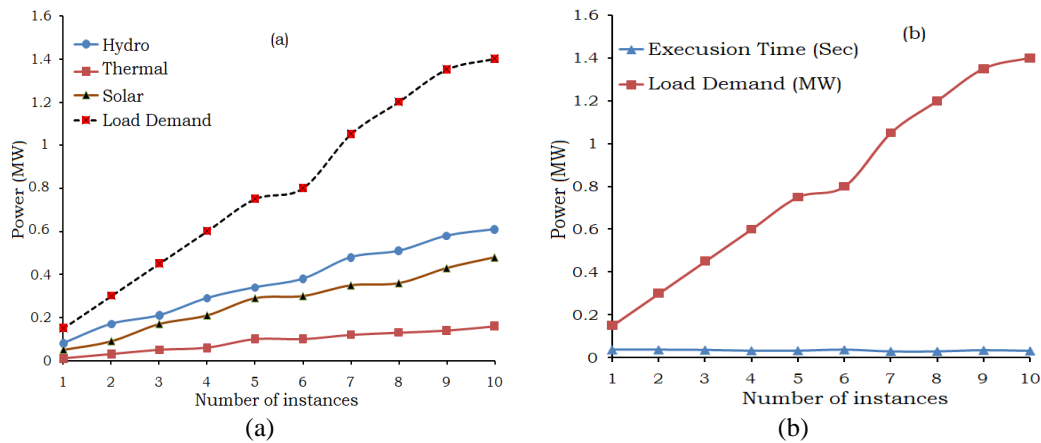 (a)
Hydro
Thermal
Solar
Load Demand
Power (MW)
1.6
1.4
1.2
1
0.8
0.6
0.4
0.2
0
1 2 3 4 5 6 7 8 9 10
Number of instances
(a)
(b)
Execusion Time (Sec)
Load Demand (MW)
Power (MW)
1.6
1.4
1.2
1
0.8
0.6
0.4
0.2
0
1 2 3 4 5 6 7 8 9 10
Number of instances
(b)